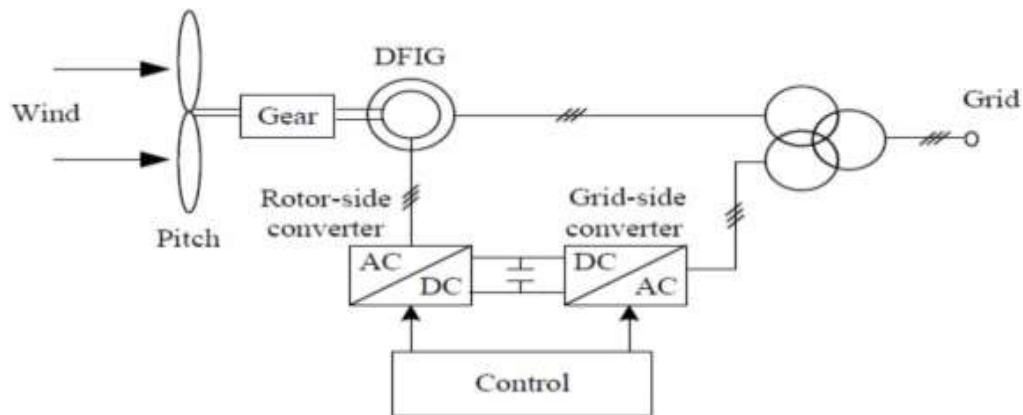 DFIG
Wind
Gear
Grid
Pitch
Rotor-side
converter
Grid-side
converter
AC
DC
DC
AC
Control